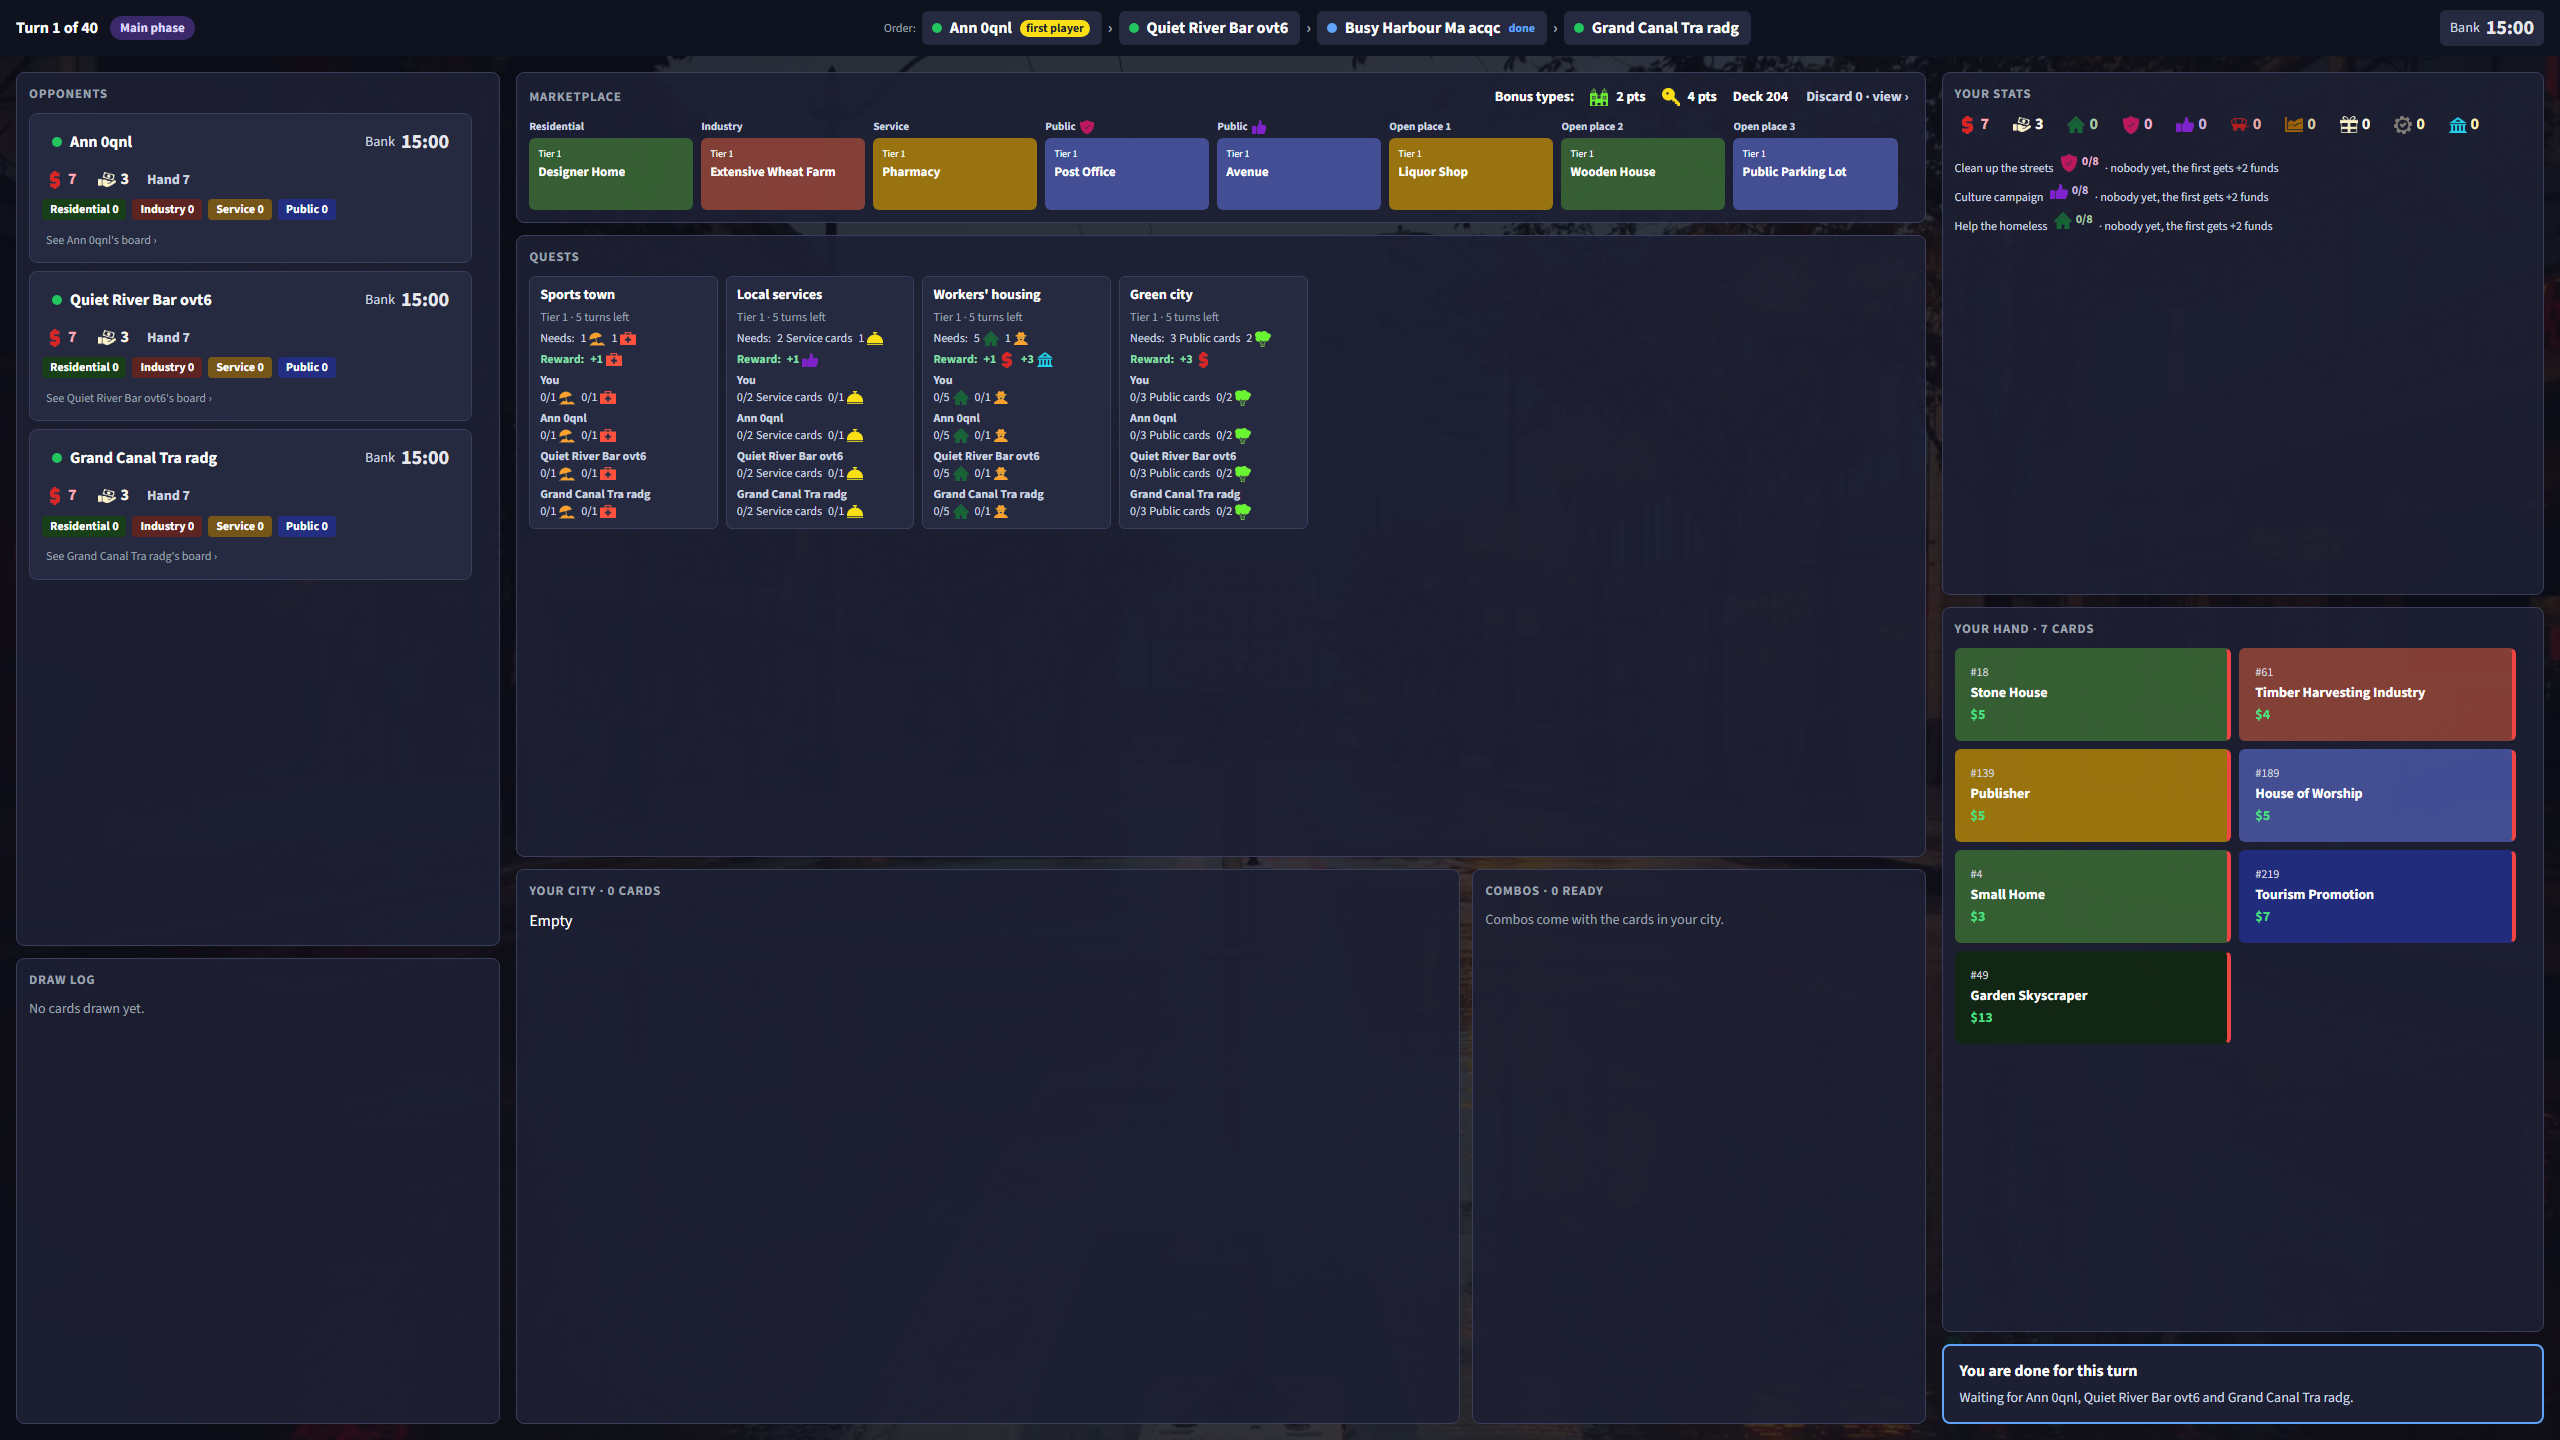 Turn 1 of 40 Main phase
Order: Ann 0qnl first player › Quiet River Bar ovt6 › Busy Harbour Ma acqc done › Grand Canal Tra radg
Bank 15:00
OPPONENTS
Ann 0qnl Bank 15:00
7 3 Hand 7
Residential 0 Industry 0 Service 0 Public 0
See Ann 0qnl's board ›
Quiet River Bar ovt6 Bank 15:00
7 3 Hand 7
Residential 0 Industry 0 Service 0 Public 0
See Quiet River Bar ovt6's board ›
Grand Canal Tra radg Bank 15:00
7 3 Hand 7
Residential 0 Industry 0 Service 0 Public 0
See Grand Canal Tra radg's board ›
DRAW LOG
No cards drawn yet.
MARKETPLACE
Bonus types: 2 pts 4 pts Deck 204 Discard 0 · view ›
Residential Industry Service Public Public Open place 1 Open place 2 Open place 3
Tier 1 Tier 1 Tier 1 Tier 1 Tier 1 Tier 1 Tier 1 Tier 1
Designer Home Extensive Wheat Farm Pharmacy Post Office Avenue Liquor Shop Wooden House Public Parking Lot
QUESTS
Sports town
Tier 1 · 5 turns left
Needs: 1 1
Reward: +1
You
0/1 0/1
Ann 0qnl
0/1 0/1
Quiet River Bar ovt6
0/1 0/1
Grand Canal Tra radg
0/1 0/1
Local services
Tier 1 · 5 turns left
Needs: 2 Service cards 1
Reward: +1
You
0/2 Service cards 0/1
Ann 0qnl
0/2 Service cards 0/1
Quiet River Bar ovt6
0/2 Service cards 0/1
Grand Canal Tra radg
0/2 Service cards 0/1
Workers' housing
Tier 1 · 5 turns left
Needs: 5 1
Reward: +1 +3
You
0/5 0/1
Ann 0qnl
0/5 0/1
Quiet River Bar ovt6
0/5 0/1
Grand Canal Tra radg
0/5 0/1
Green city
Tier 1 · 5 turns left
Needs: 3 Public cards 2
Reward: +3
You
0/3 Public cards 0/2
Ann 0qnl
0/3 Public cards 0/2
Quiet River Bar ovt6
0/3 Public cards 0/2
Grand Canal Tra radg
0/3 Public cards 0/2
YOUR CITY · 0 CARDS
Empty
COMBOS · 0 READY
Combos come with the cards in your city.
YOUR STATS
7 3 0 0 0 0 0 0 0 0
Clean up the streets 0/8 · nobody yet, the first gets +2 funds
Culture campaign 0/8 · nobody yet, the first gets +2 funds
Help the homeless 0/8 · nobody yet, the first gets +2 funds
YOUR HAND · 7 CARDS
#18
Stone House
$5
#61
Timber Harvesting Industry
$4
#139
Publisher
$5
#189
House of Worship
$5
#4
Small Home
$3
#219
Tourism Promotion
$7
#49
Garden Skyscraper
$13
You are done for this turn
Waiting for Ann 0qnl, Quiet River Bar ovt6 and Grand Canal Tra radg.